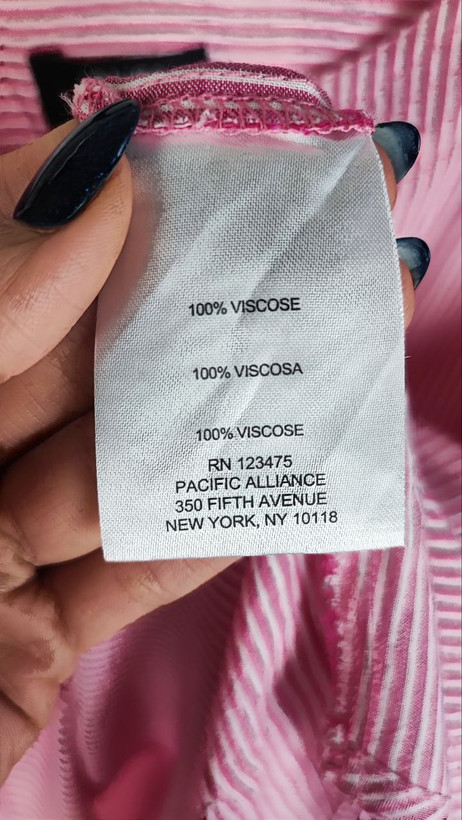 100% VISCOSE
100% VISCOSA
100% VISCOSE
RN 123475
PACIFIC ALLIANCE
350 FIFTH AVENUE
NEW YORK, NY 10118